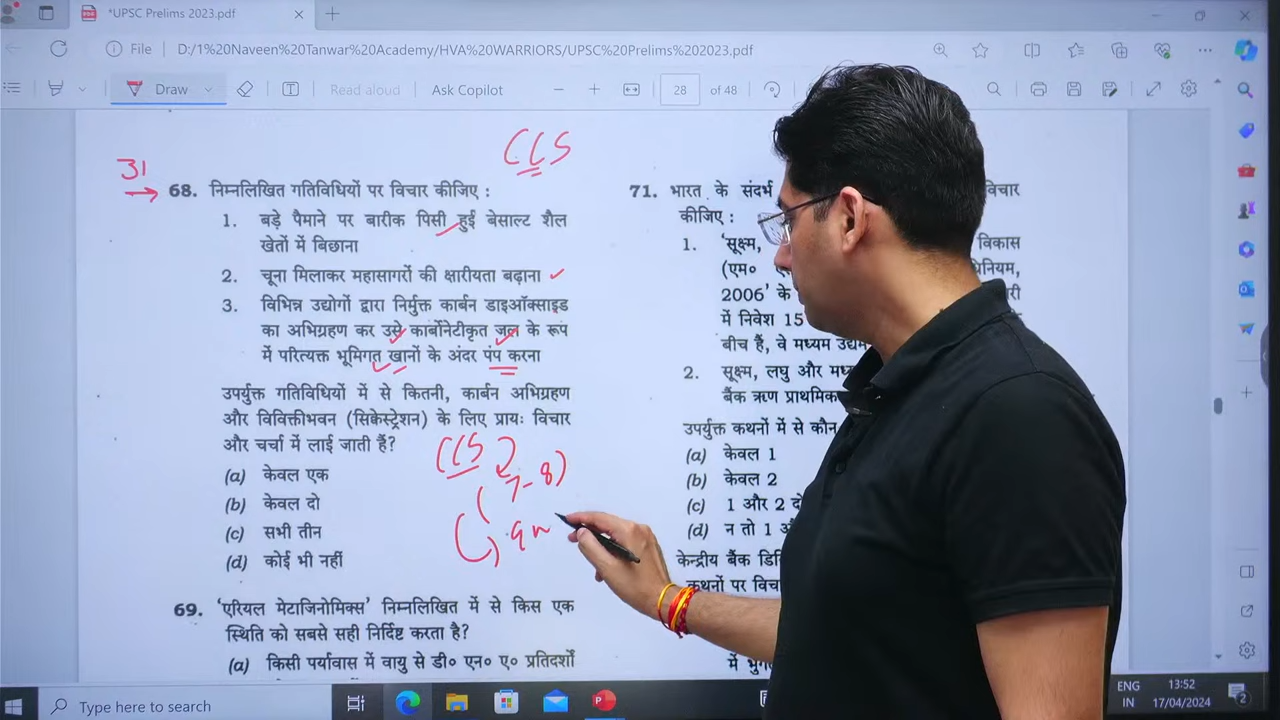 *UPSC Prelims 2023.pdf
File D:/1%20Naveen%20Tanwar%20Academy/HVA%20WARRIORS/UPSC%20Prelims%202023.pdf
Draw Read aloud Ask Copilot 28 of 48
CCS
31
68. निम्नलिखित गतिविधियों पर विचार कीजिए :
1. बड़े पैमाने पर बारीक पिसी हुई बेसाल्ट शैल
खेतों में बिछाना
2. चूना मिलाकर महासागरों की क्षारीयता बढ़ाना
3. विभिन्न उद्योगों द्वारा निर्मुक्त कार्बन डाइऑक्साइड
का अभिग्रहण कर उसे कार्बोनेटीकृत जल के रूप
में परित्यक्त भूमिगत खानों के अंदर पंप करना
उपर्युक्त गतिविधियों में से कितनी, कार्बन अभिग्रहण
और विविक्तीभवन (सिक्वेस्ट्रेशन) के लिए प्रायः विचार
और चर्चा में लाई जाती हैं?
(a) केवल एक
(b) केवल दो
(c) सभी तीन
(d) कोई भी नहीं
CCS
7-8)
69. 'एरियल मेटाजिनोमिक्स' निम्नलिखित में से किस एक
स्थिति को सबसे सही निर्दिष्ट करता है?
(a) किसी पर्यावास में वायु से डी० एन० ए० प्रतिदर्शों
71. भारत के संदर्भ विचार
कीजिए :
1. 'सूक्ष्म, विकास
(एम०
2006' के
में निवेश 15
बीच हैं, वे मध्यम
2. सूक्ष्म, लघु और
बैंक ऋण
उपर्युक्त कथनों में से कौन
(a) केवल 1
(b) केवल 2
(c) 1 और 2
(d) न तो 1
केन्द्रीय बैंक
कथनों पर
में
Type here to search
ENG 13:52
IN 17/04/2024
2